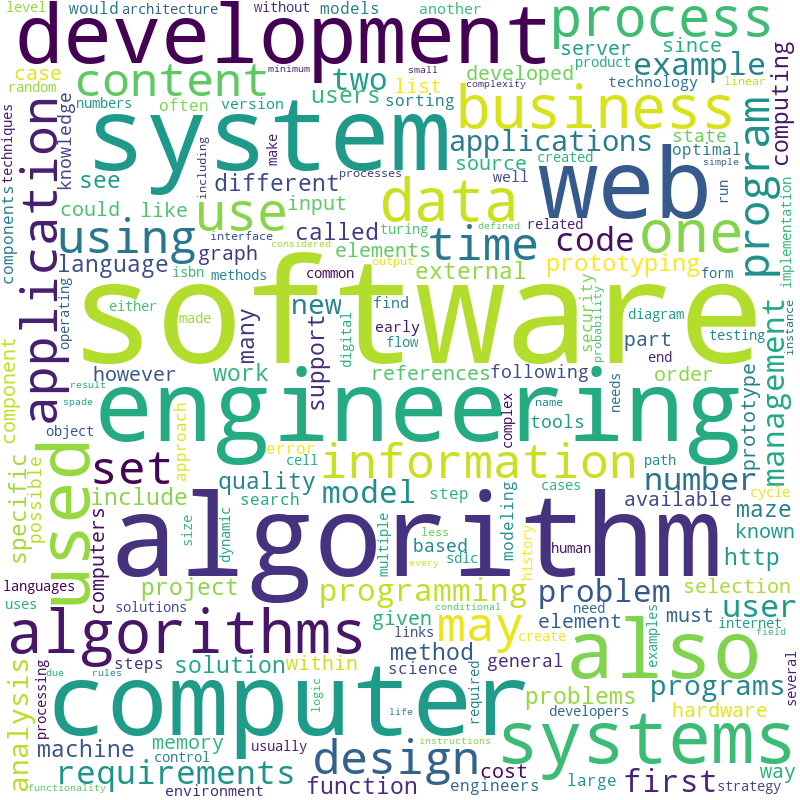 level
would
architecture
without
models
another
process
development
minimum
small
complexity
server
since
product
case
random
content
two
developed
example
technology
linear
list
numbers
often
version
users
sorting
business
system
techniques
knowledge
including
make
applications
state
optimal
computing
components
application
see
different
processes
source
created
well
simple
run
program
could
like
use
input
data
web
implementation
using
interface
called
turing
defined
related
time
code
one
language
isbn
graph
elements
considered
external
prototyping
form
operating
methods
common
output
software
either
made
new
find
security
probability
diagram
instance
many
support
digital
early
flow
part
testing
end
management
however
work
references
following
order
component
result
spade
engineering
needs
prototype
object
approach
name
tools
complex
used
set
error
cell
information
path
number
possible
specific
include
quality
search
model
step
cases
available
cycle
maze
computers
size
dynamic
multiple
based
less
every
sdlc
modeling
human
history
known
http
languages
algorithm
uses
project
programming
problem
selection
solutions
given
conditional
need
create
element
must
user
internet
examples
algorithms
links
may
also
field
analysis
processing
due
rules
steps
solution
within
method
science
required
general
programs
several
logic
computer
life
problems
hardware
developers
systems
machine
memory
control
usually
instructions
design
requirements
cost
way
functionality
environment
function
engineers
large
first
strategy